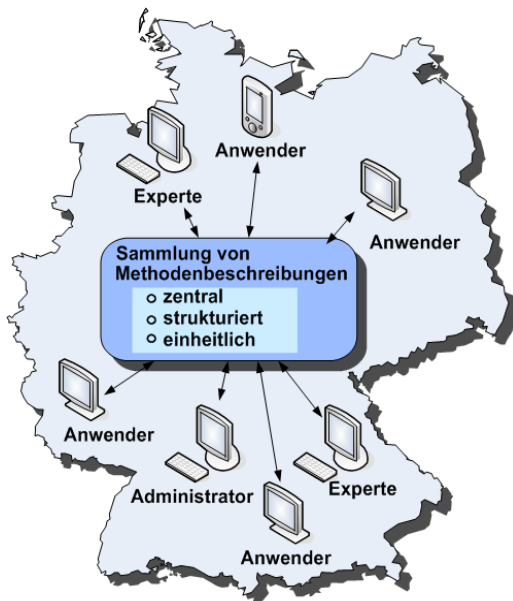 Anwender
Experte
Anwender
Sammlung von
Methodenbeschreibungen
zentral
strukturiert
einheitlich
Anwender
Administrator
Experte
Anwender